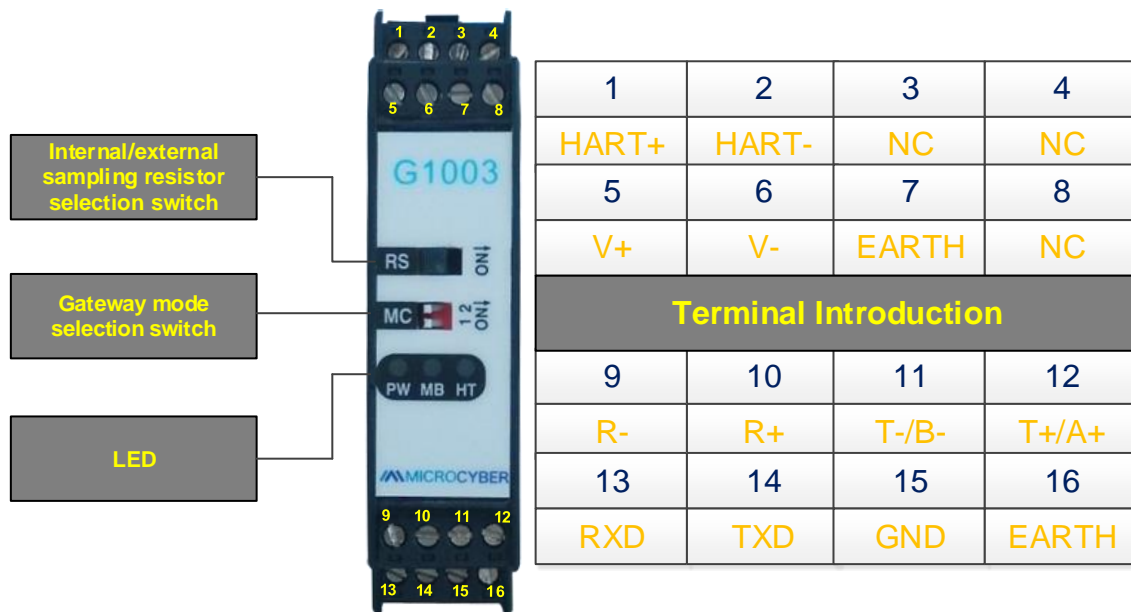 1 2 3 4
5 6 7 8
G1003
RS
ON
MC
1 2
ON
PW MB HT
MICROCYBER
9 10 11 12
13 14 15 16
Internal/external
sampling resistor
selection switch
Gateway mode
selection switch
LED
1 2 3 4
HART+ HART- NC NC
5 6 7 8
V+ V- EARTH NC
Terminal Introduction
9 10 11 12
R- R+ T-/B- T+/A+
13 14 15 16
RXD TXD GND EARTH